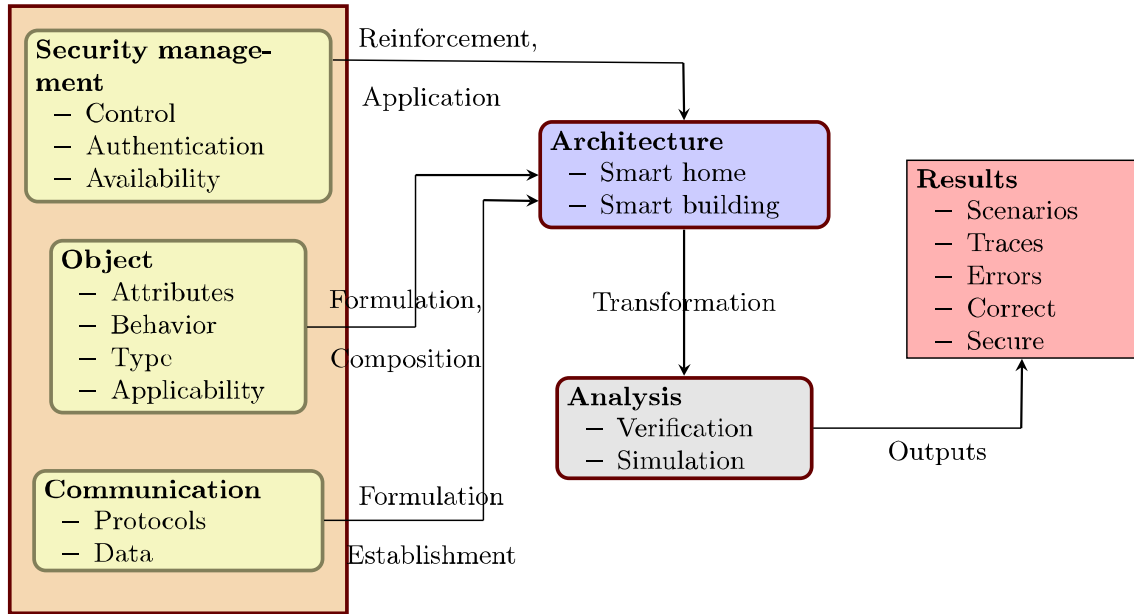 Security manage-
ment
– Control
– Authentication
– Availability
Reinforcement,
Application
Architecture
– Smart home
– Smart building
Results
– Scenarios
– Traces
– Errors
– Correct
– Secure
Object
– Attributes
– Behavior
– Type
– Applicability
Formulation,
Composition
Transformation
Analysis
– Verification
– Simulation
Outputs
Communication
– Protocols
– Data
Formulation
Establishment